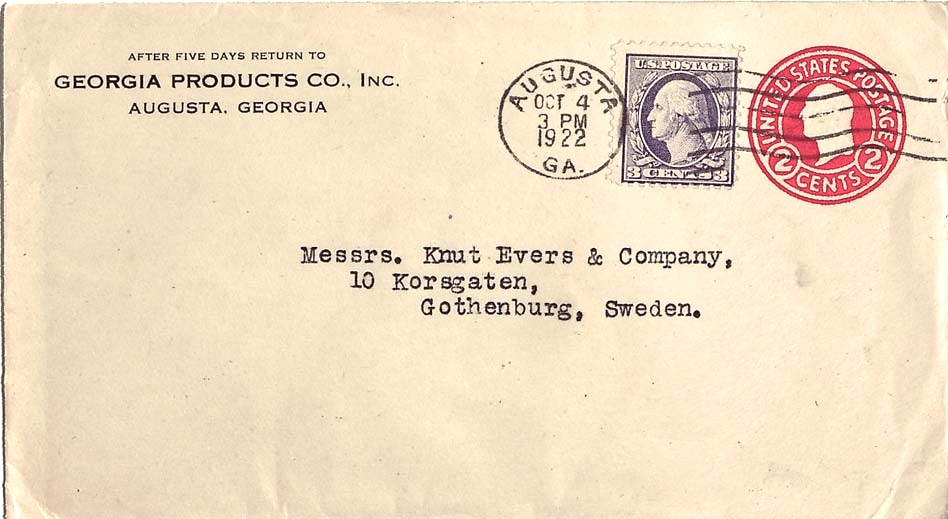 AFTER FIVE DAYS RETURN TO
GEORGIA PRODUCTS CO., INC.
AUGUSTA, GEORGIA
AUGUSTA
OCT 4
3 PM
1922
GA.
U.S. POSTAGE
3 CENTS 3
UNITED STATES POSTAGE
2 CENTS 2
Messrs. Knut Evers & Company,
10 Korsgaten,
Gothenburg, Sweden.